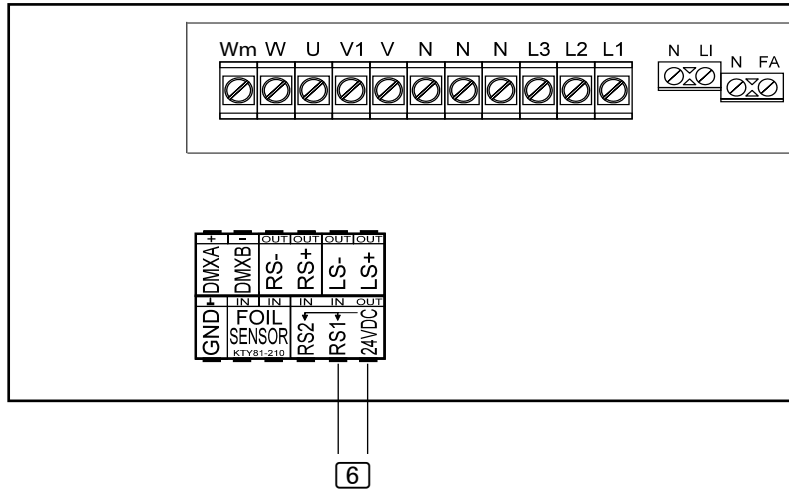 Wm W U V1 V N N N L3 L2 L1
N LI
N FA
+ - OUT OUT OUT OUT
DMXA DMXB RS- RS+ LS- LS+
IN IN IN IN OUT
GND FOIL SENSOR KTY81-210 RS2 RS1 24VDC
6